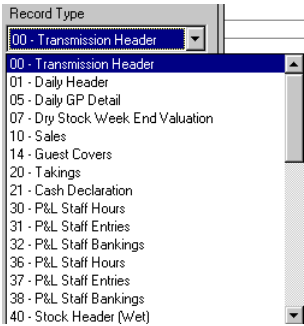 Record Type
00 - Transmission Header
00 - Transmission Header
01 - Daily Header
05 - Daily GP Detail
07 - Dry Stock Week End Valuation
10 - Sales
14 - Guest Covers
20 - Takings
21 - Cash Declaration
30 - P&L Staff Hours
31 - P&L Staff Entries
32 - P&L Staff Bankings
36 - P&L Staff Hours
37 - P&L Staff Entries
38 - P&L Staff Bankings
40 - Stock Header (Wet)